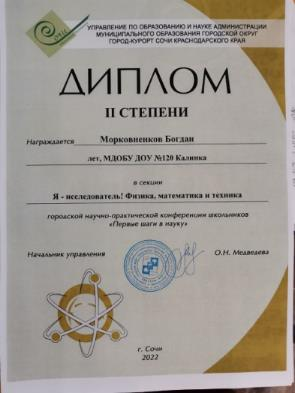 УПРАВЛЕНИЕ ПО ОБРАЗОВАНИЮ И НАУКЕ АДМИНИСТРАЦИИ
МУНИЦИПАЛЬНОГО ОБРАЗОВАНИЯ ГОРОДСКОЙ ОКРУГ
ГОРОД-КУРОРТ СОЧИ КРАСНОДАРСКОГО КРАЯ
ДИПЛОМ
II СТЕПЕНИ
Награждается Морковненков Богдан
лет, МДОБУ ДОУ №120 Калинка
в секции
Я - исследователь! Физика, математика и техника
городской научно-практической конференции школьников
«Первые шаги в науку»
Начальник управления О.Н. Медведева
г. Сочи
2022